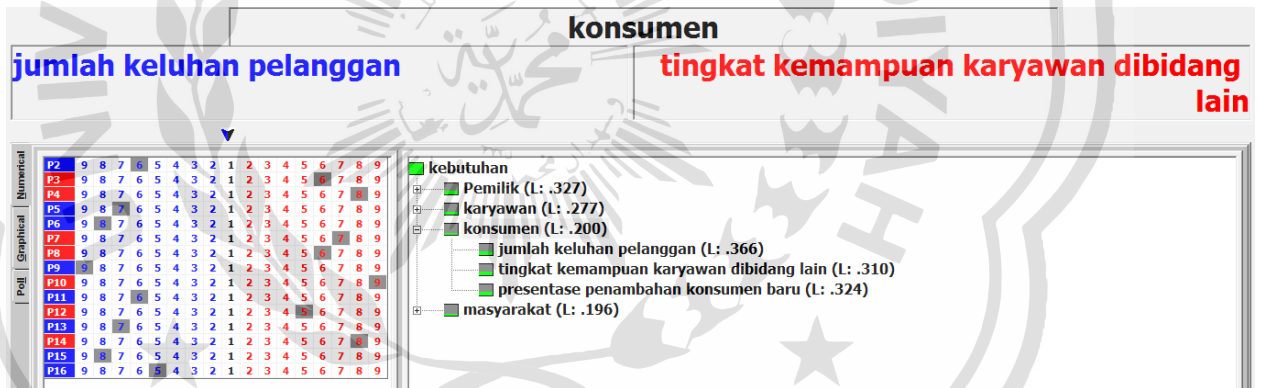 konsumen
jumlah keluhan pelanggan
tingkat kemampuan karyawan dibidang
lain
Numerical
Graphical
Poll
P2 9 8 7 6 5 4 3 2 1 2 3 4 5 6 7 8 9
P3 9 8 7 6 5 4 3 2 1 2 3 4 5 6 7 8 9
P4 9 8 7 6 5 4 3 2 1 2 3 4 5 6 7 8 9
P5 9 8 7 6 5 4 3 2 1 2 3 4 5 6 7 8 9
P6 9 8 7 6 5 4 3 2 1 2 3 4 5 6 7 8 9
P7 9 8 7 6 5 4 3 2 1 2 3 4 5 6 7 8 9
P8 9 8 7 6 5 4 3 2 1 2 3 4 5 6 7 8 9
P9 9 8 7 6 5 4 3 2 1 2 3 4 5 6 7 8 9
P10 9 8 7 6 5 4 3 2 1 2 3 4 5 6 7 8 9
P11 9 8 7 6 5 4 3 2 1 2 3 4 5 6 7 8 9
P12 9 8 7 6 5 4 3 2 1 2 3 4 5 6 7 8 9
P13 9 8 7 6 5 4 3 2 1 2 3 4 5 6 7 8 9
P14 9 8 7 6 5 4 3 2 1 2 3 4 5 6 7 8 9
P15 9 8 7 6 5 4 3 2 1 2 3 4 5 6 7 8 9
P16 9 8 7 6 5 4 3 2 1 2 3 4 5 6 7 8 9
kebutuhan
Pemilik (L: .327)
karyawan (L: .277)
konsumen (L: .200)
jumlah keluhan pelanggan (L: .366)
tingkat kemampuan karyawan dibidang lain (L: .310)
presentase penambahan konsumen baru (L: .324)
masyarakat (L: .196)